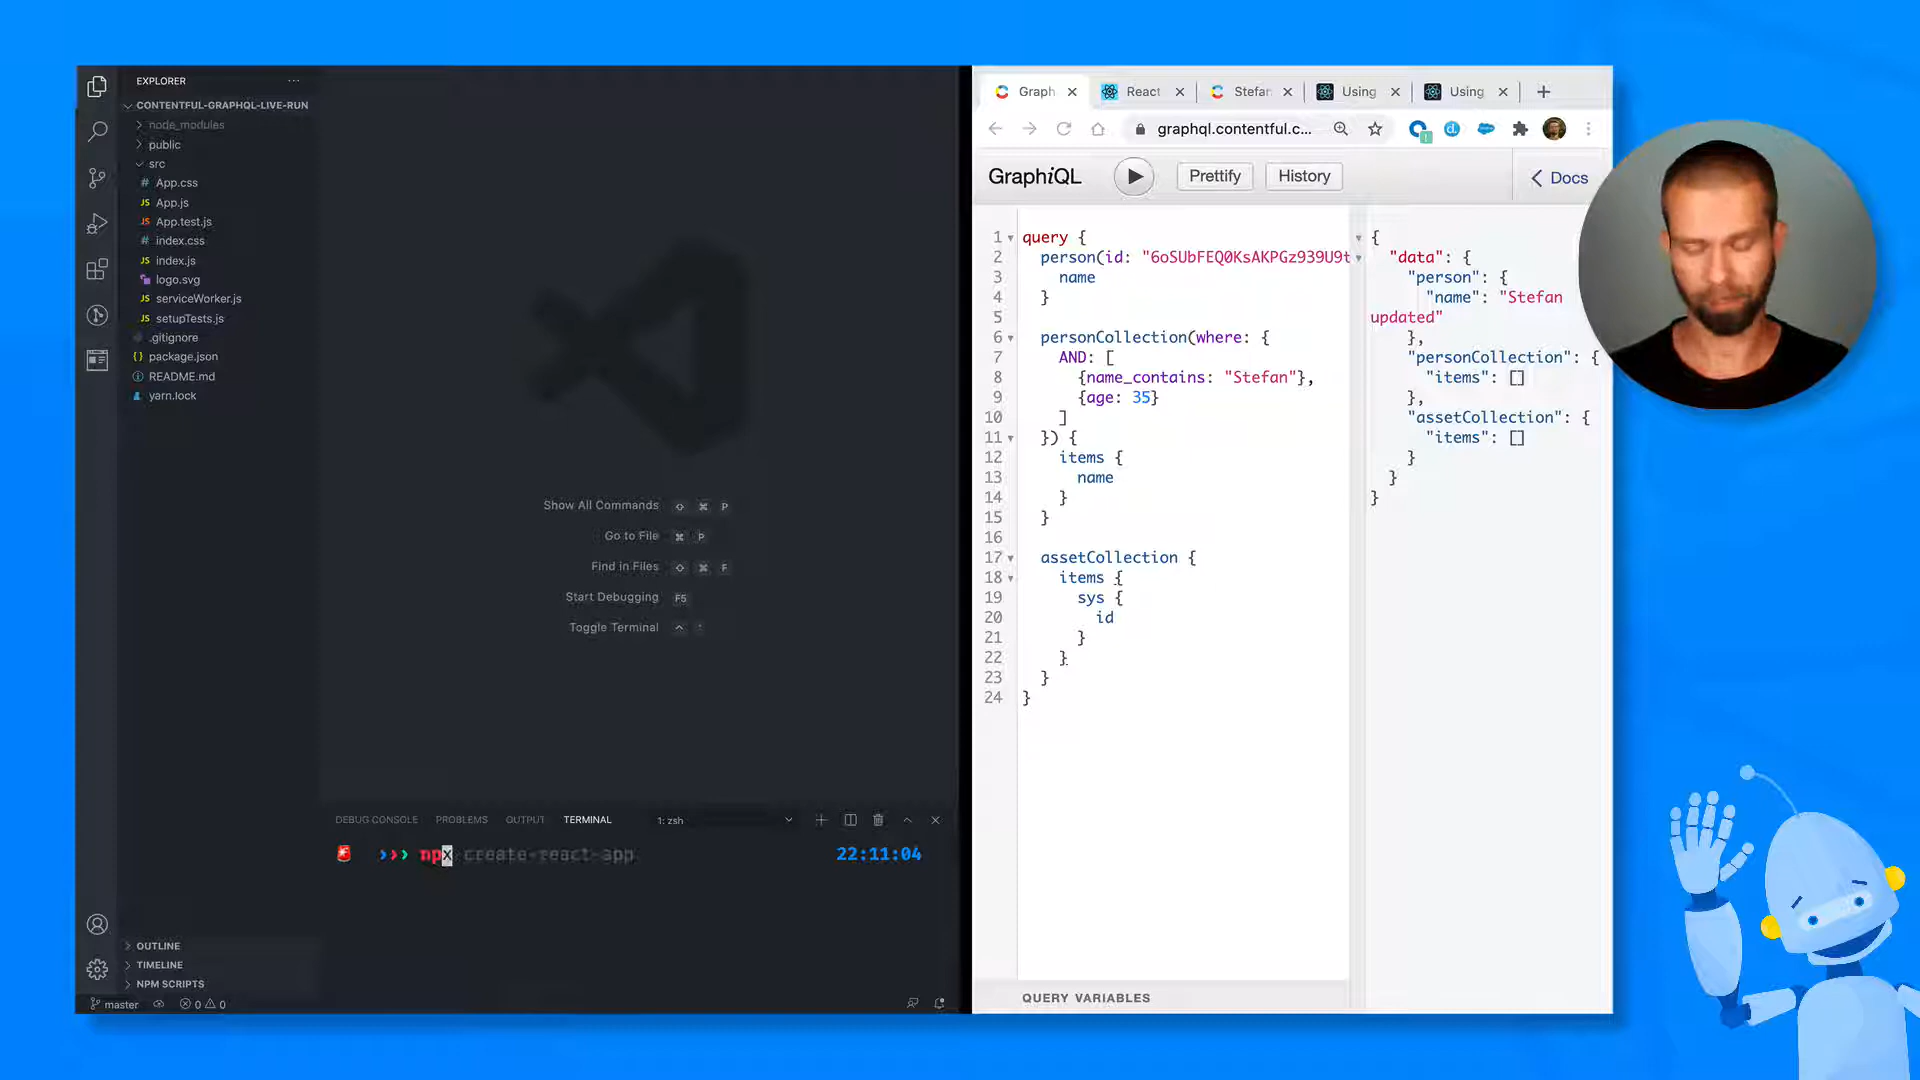 EXPLORER
CONTENTFUL-GRAPHQL-LIVE-RUN
node_modules
public
src
# App.css
JS App.js
JS App.test.js
# index.css
JS index.js
logo.svg
JS serviceWorker.js
JS setupTests.js
.gitignore
{} package.json
README.md
yarn.lock
OUTLINE
TIMELINE
NPM SCRIPTS
master
0
0
Show All Commands ⇧ ⌘ P
Go to File ⌘ P
Find in Files ⇧ ⌘ F
Start Debugging F5
Toggle Terminal ^ `
DEBUG CONSOLE PROBLEMS OUTPUT TERMINAL 1: zsh
❯❯❯ npx create-react-app 22:11:04
Graph React Stefan Using Using
graphql.contentful.c...
GraphiQL Prettify History Docs
1 query {
2 person(id: "6oSUbFEQ0KsAKPGz939U9t
3 name
4 }
5
6 personCollection(where: {
7 AND: [
8 {name_contains: "Stefan"},
9 {age: 35}
10 ]
11 }) {
12 items {
13 name
14 }
15 }
16
17 assetCollection {
18 items {
19 sys {
20 id
21 }
22 }
23 }
24 }
QUERY VARIABLES
{
"data": {
"person": {
"name": "Stefan
updated"
},
"personCollection": {
"items": []
},
"assetCollection": {
"items": []
}
}
}